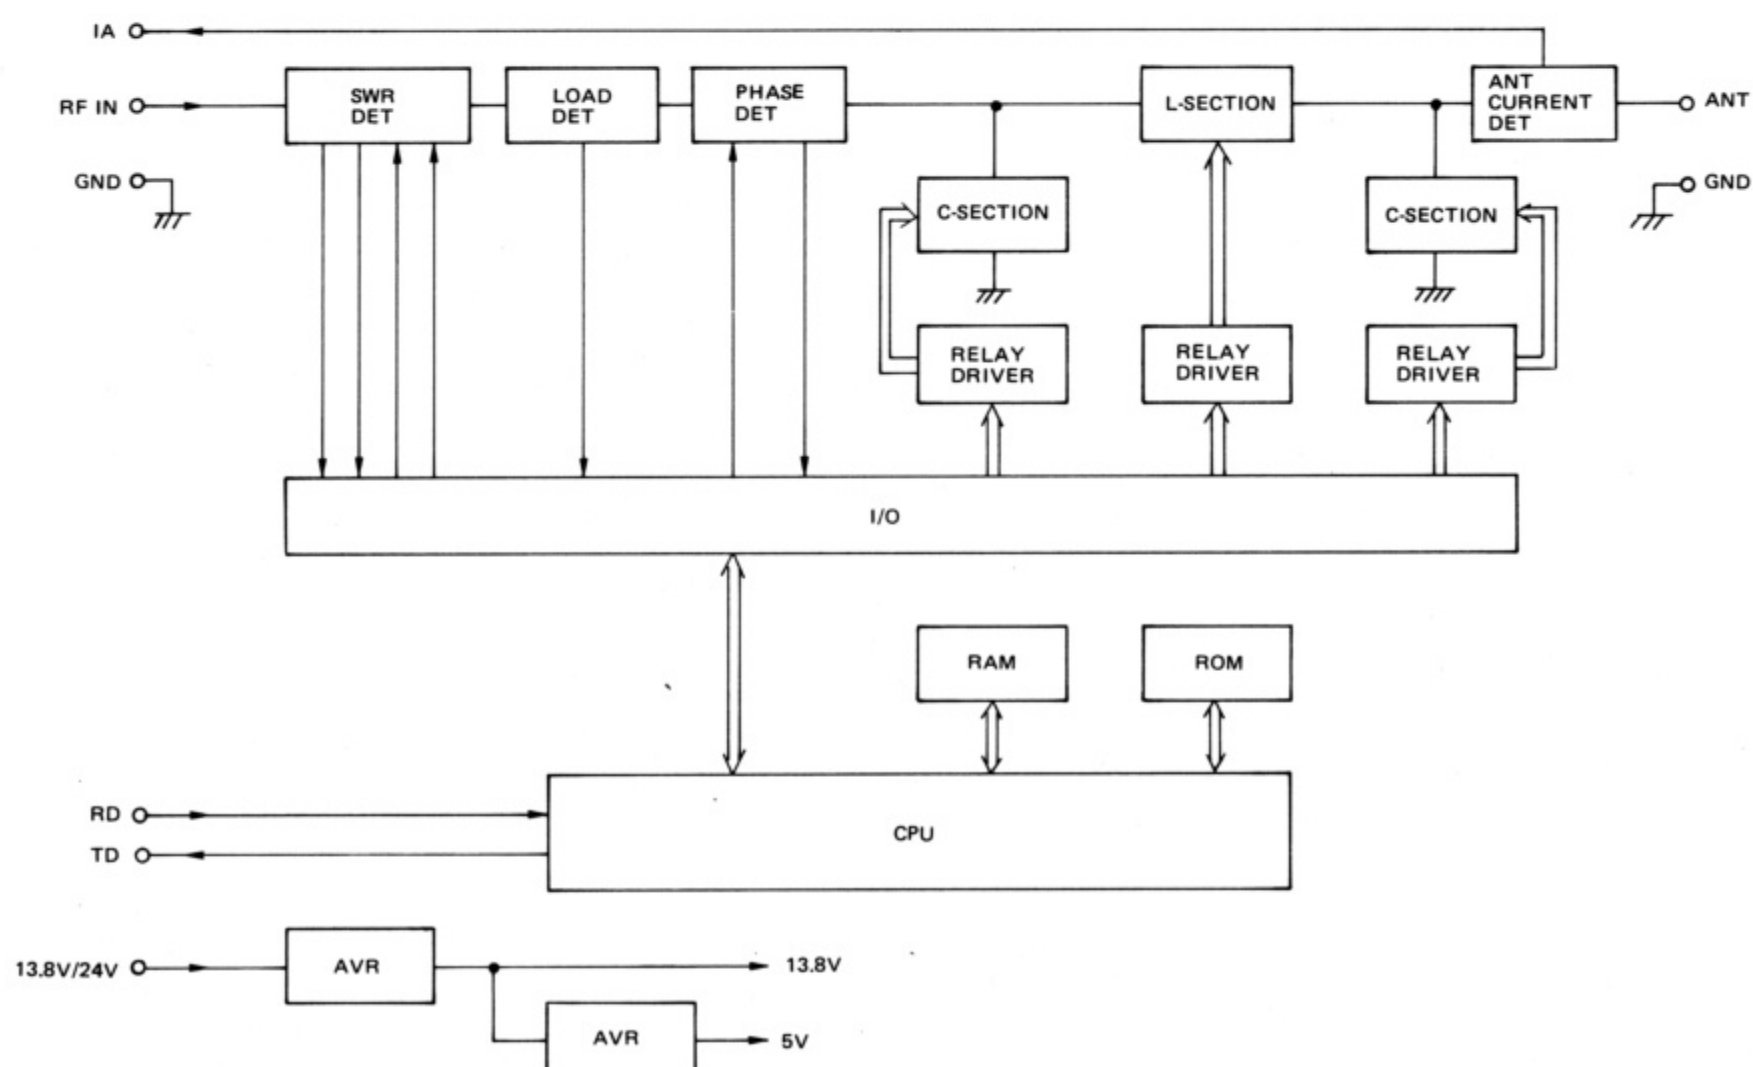 IA
RF IN
SWR
DET
LOAD
DET
PHASE
DET
L-SECTION
ANT
CURRENT
DET
ANT
GND
C-SECTION
C-SECTION
GND
RELAY
DRIVER
RELAY
DRIVER
RELAY
DRIVER
I/O
RAM
ROM
RD
TD
CPU
13.8V/24V
AVR
13.8V
AVR
5V